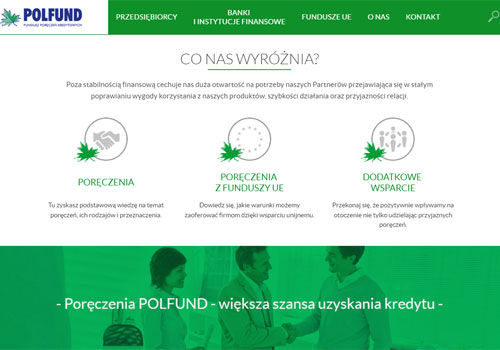 POLFUND
FUNDUSZ PORĘCZEŃ KREDYTOWYCH
PRZEDSIĘBIORCY
BANKI
I INSTYTUCJE FINANSOWE
FUNDUSZE UE
O NAS
KONTAKT
CO NAS WYRÓŻNIA?
Poza stabilnością finansową cechuje nas duża otwartość na potrzeby naszych Partnerów przejawiająca się w stałym
poprawianiu wygody korzystania z naszych produktów, szybkości działania oraz przyjazności relacji.
PORĘCZENIA
Tu zyskasz podstawową wiedzę na temat
poręczeń, ich rodzajów i przeznaczenia.
PORĘCZENIA
Z FUNDUSZY UE
Dowiedz się, jakie warunki możemy
zaoferować firmom dzięki wsparciu unijnemu.
DODATKOWE
WSPARCIE
Przekonaj się, że pozytywnie wpływamy na
otoczenie nie tylko udzielając przyjaznych
poręczeń.
- Poręczenia POLFUND - większa szansa uzyskania kredytu -